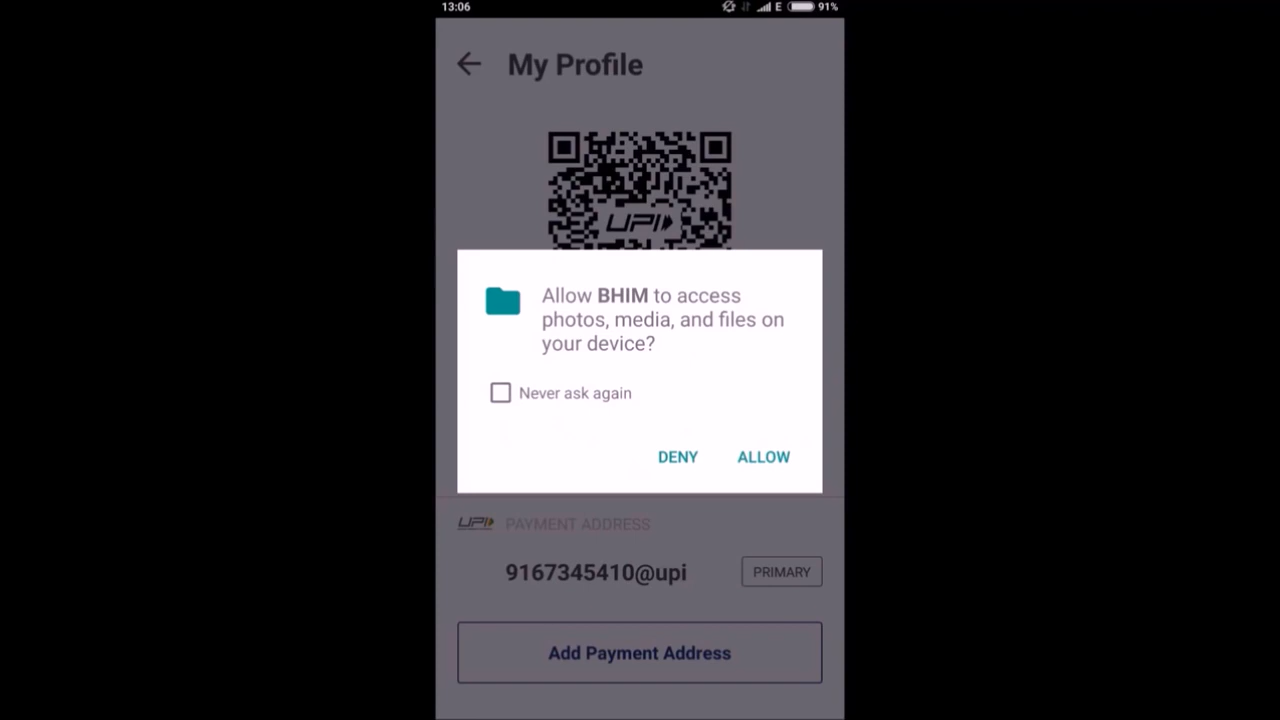 13:06
E
91%
My Profile
UPI
Allow BHIM to access
photos, media, and files on
your device?
Never ask again
DENY
ALLOW
UPI
PAYMENT ADDRESS
9167345410@upi
PRIMARY
Add Payment Address